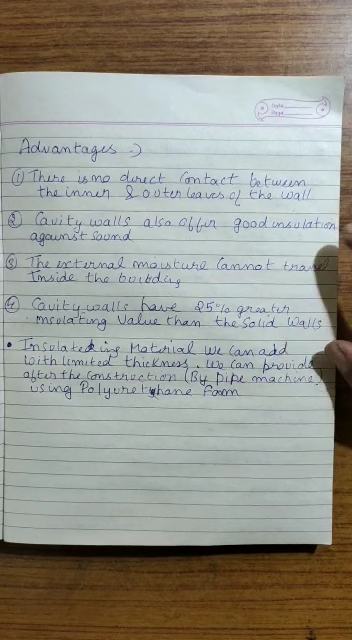 Date
Page
Advantages :)
① There is no direct Contact between
the inner & outer leaves of the wall
② Cavity walls also offer good insulation
against Sound
③ The external moisture Cannot travel
Inside the building
④ Cavity walls have 25% greater
insolating Value than the Solid Walls
• Insulateding Material We Can add
With limited thickness. We Can provide
after the Construction (By Pipe machine)
using Polyurethane Foam